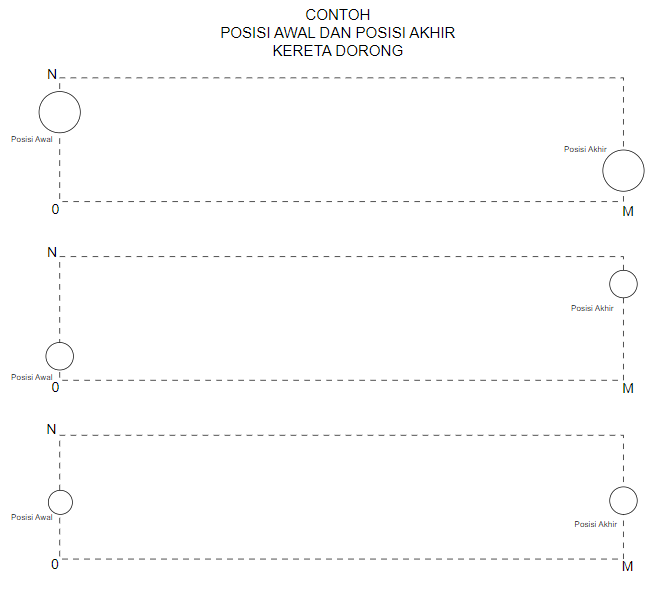 CONTOH
POSISI AWAL DAN POSISI AKHIR
KERETA DORONG
N
Posisi Awal
Posisi Akhir
0
M
N
Posisi Akhir
Posisi Awal
0
M
N
Posisi Awal
Posisi Akhir
0
M